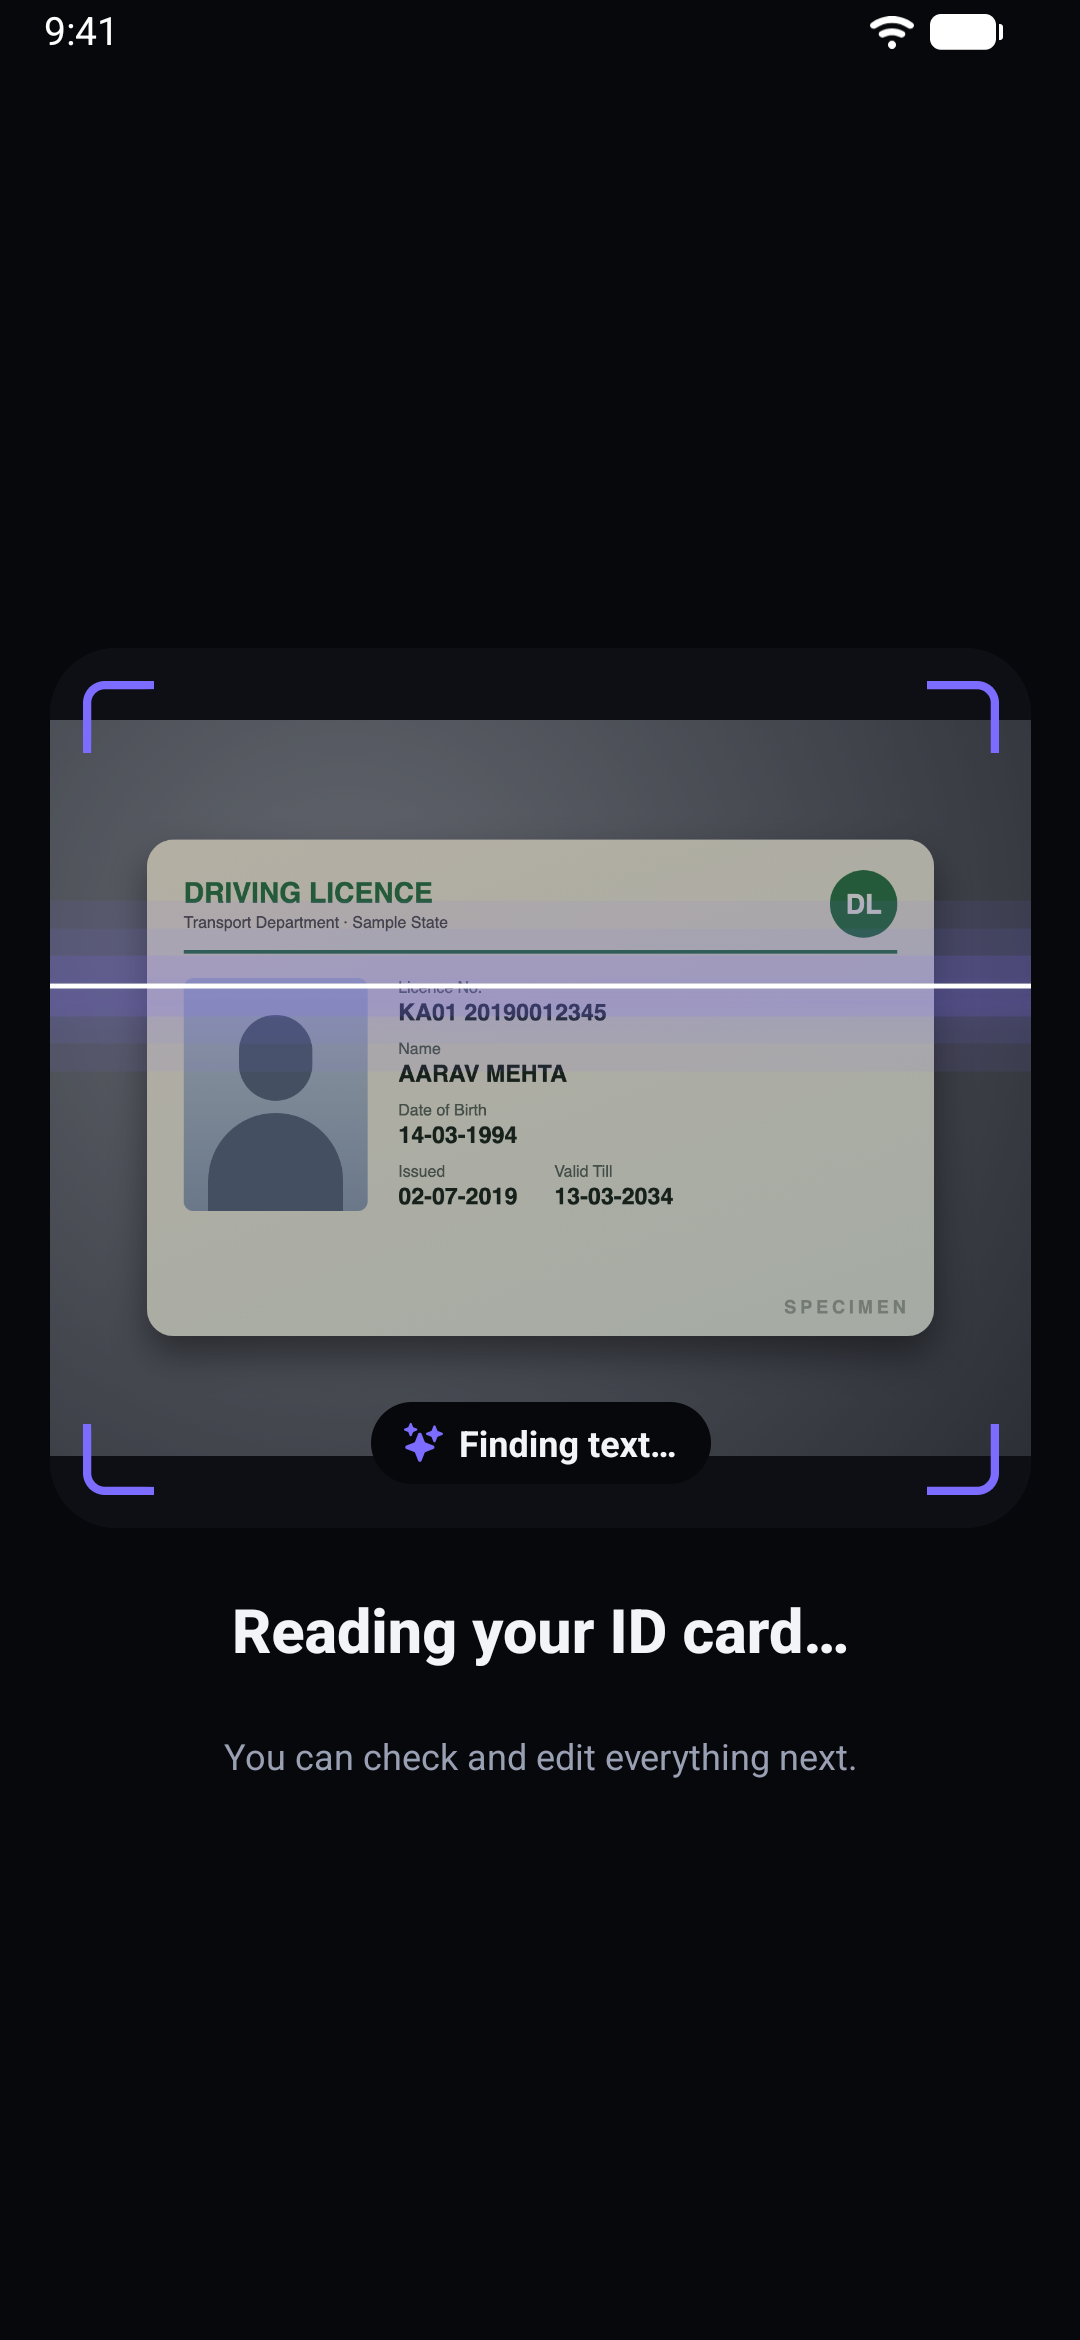 9:41
DRIVING LICENCE
Transport Department · Sample State
DL
Licence No.
KA01 20190012345
Name
AARAV MEHTA
Date of Birth
14-03-1994
Issued Valid Till
02-07-2019 13-03-2034
SPECIMEN
Finding text...
Reading your ID card...
You can check and edit everything next.